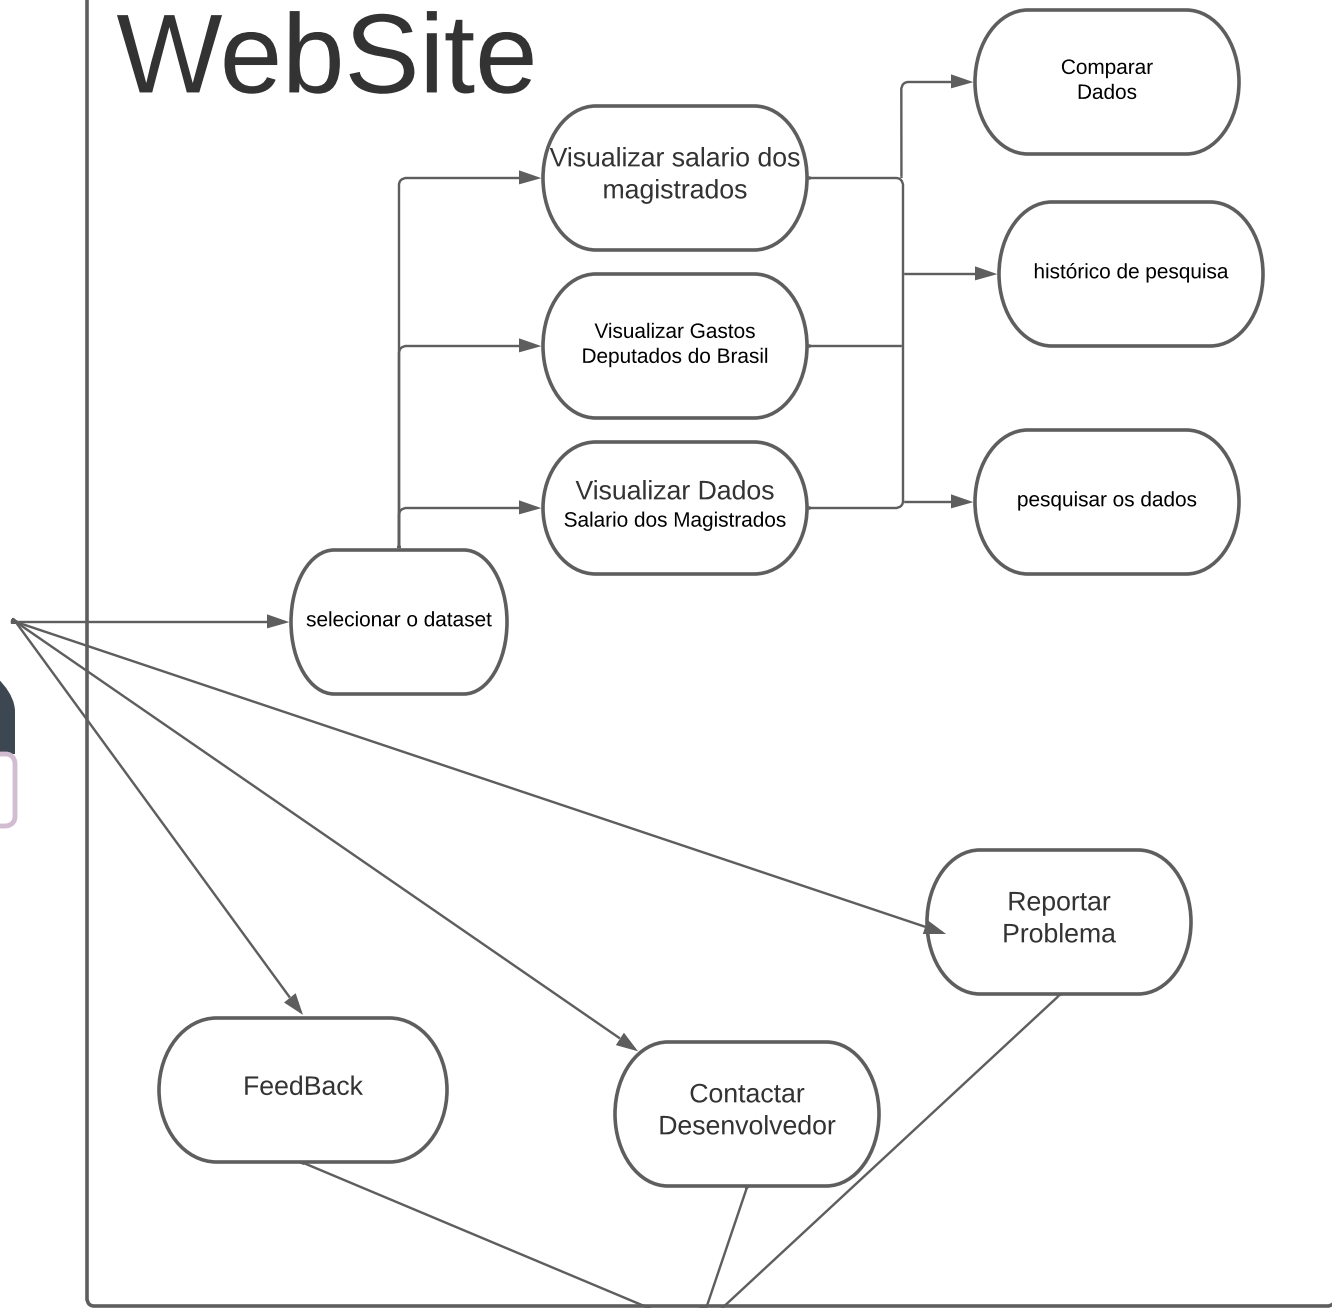 WebSite
Comparar
Dados
Visualizar salario dos
magistrados
histórico de pesquisa
Visualizar Gastos
Deputados do Brasil
Visualizar Dados
Salario dos Magistrados
pesquisar os dados
selecionar o dataset
Reportar
Problema
FeedBack
Contactar
Desenvolvedor